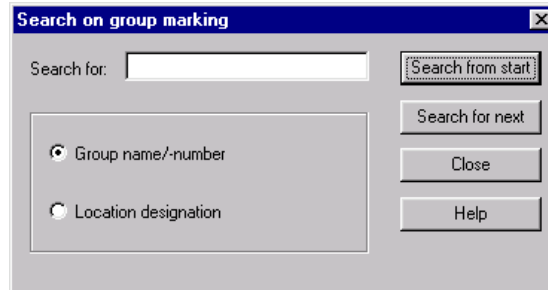 Search on group marking
Search for:
Search from start
Search for next
Group name/-number
Close
Location designation
Help